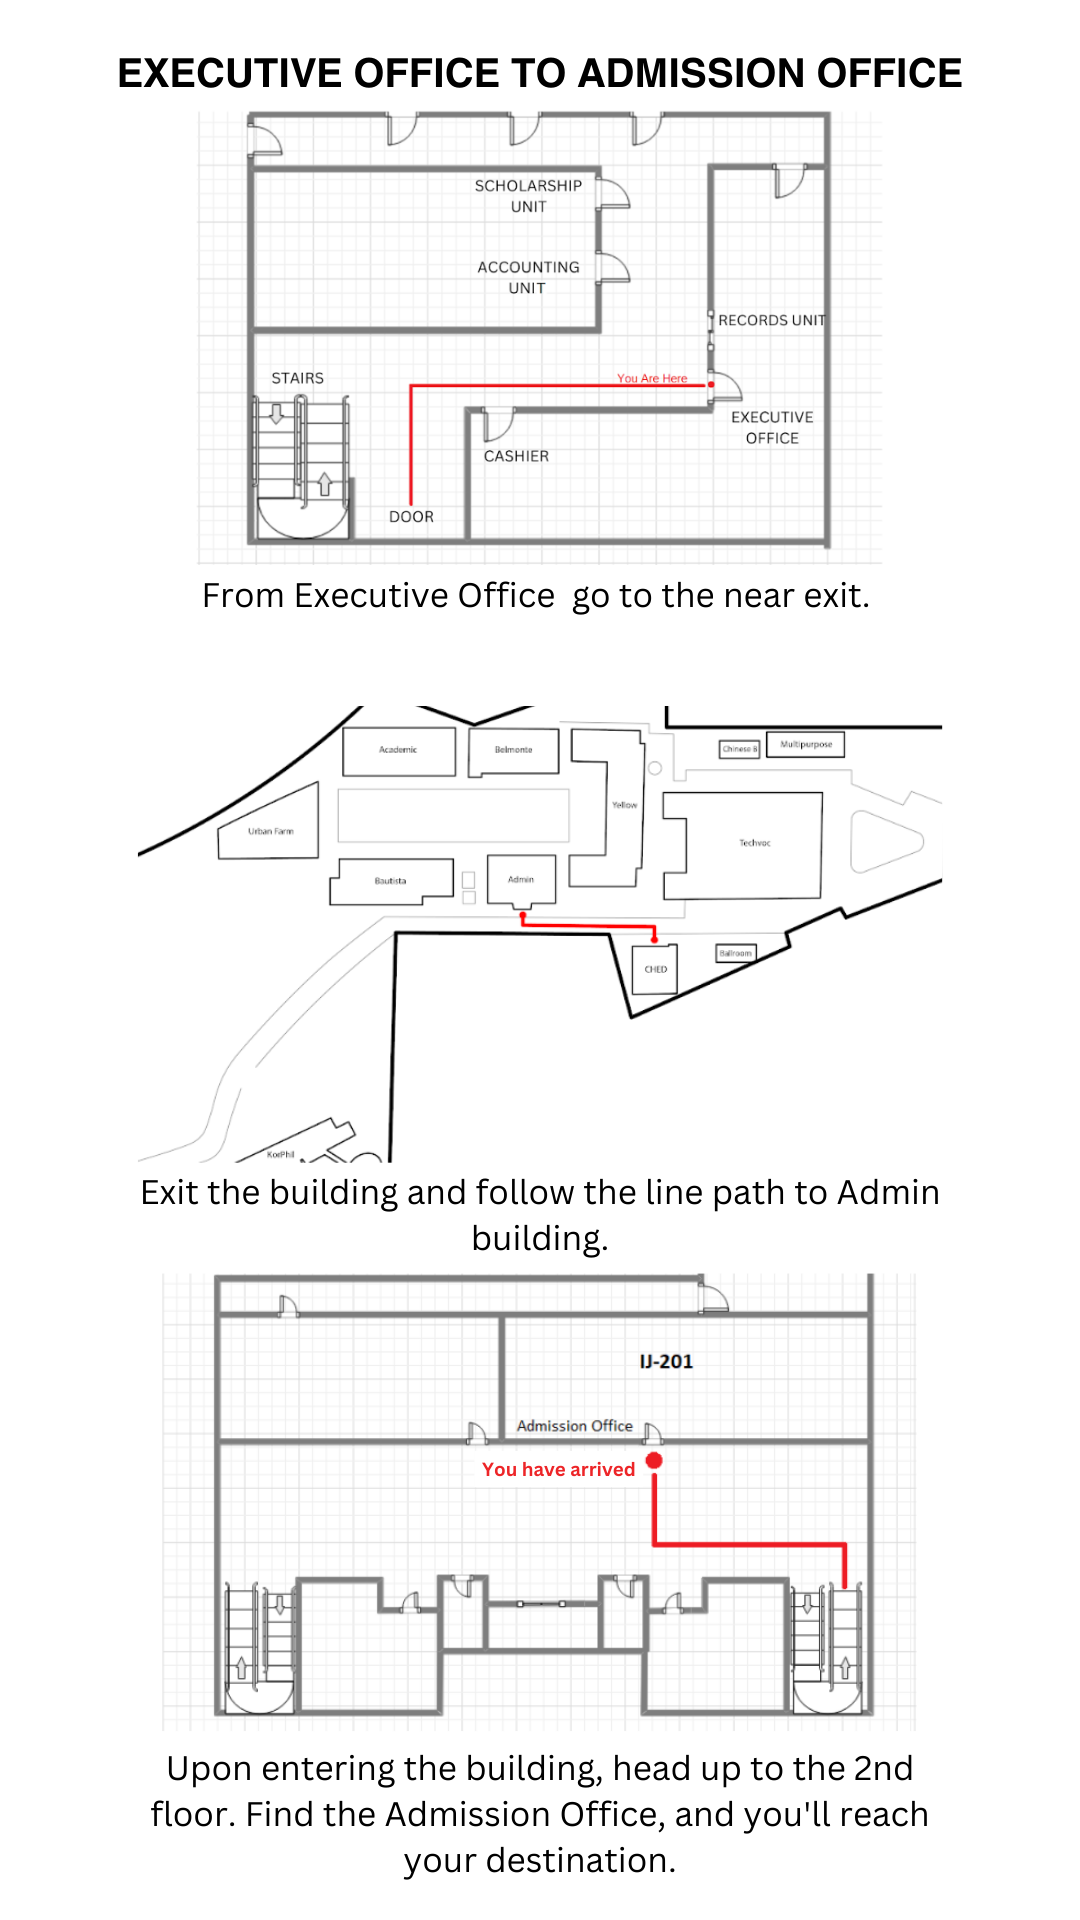 EXECUTIVE OFFICE TO ADMISSION OFFICE
SCHOLARSHIP
UNIT
ACCOUNTING
UNIT
RECORDS UNIT
STAIRS
You Are Here
EXECUTIVE
OFFICE
CASHIER
DOOR
From Executive Office go to the near exit.
Academic
Belmonte
Chinese B
Multipurpose
Yellow
Urban Farm
Techvoc
Bautista
Admin
CHED
Ballroom
KorPhil
Exit the building and follow the line path to Admin
building.
IJ-201
Admission Office
You have arrived
Upon entering the building, head up to the 2nd
floor. Find the Admission Office, and you'll reach
your destination.